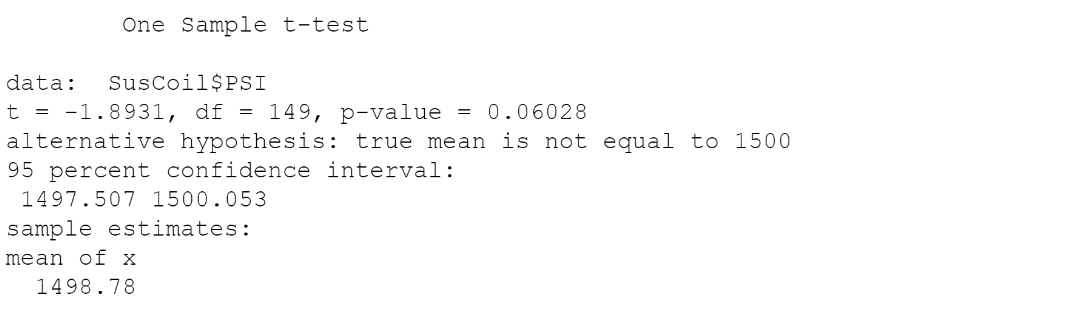 One Sample t-test
data: SusCoil$PSI
t = -1.8931, df = 149, p-value = 0.06028
alternative hypothesis: true mean is not equal to 1500
95 percent confidence interval:
1497.507 1500.053
sample estimates:
mean of x
1498.78